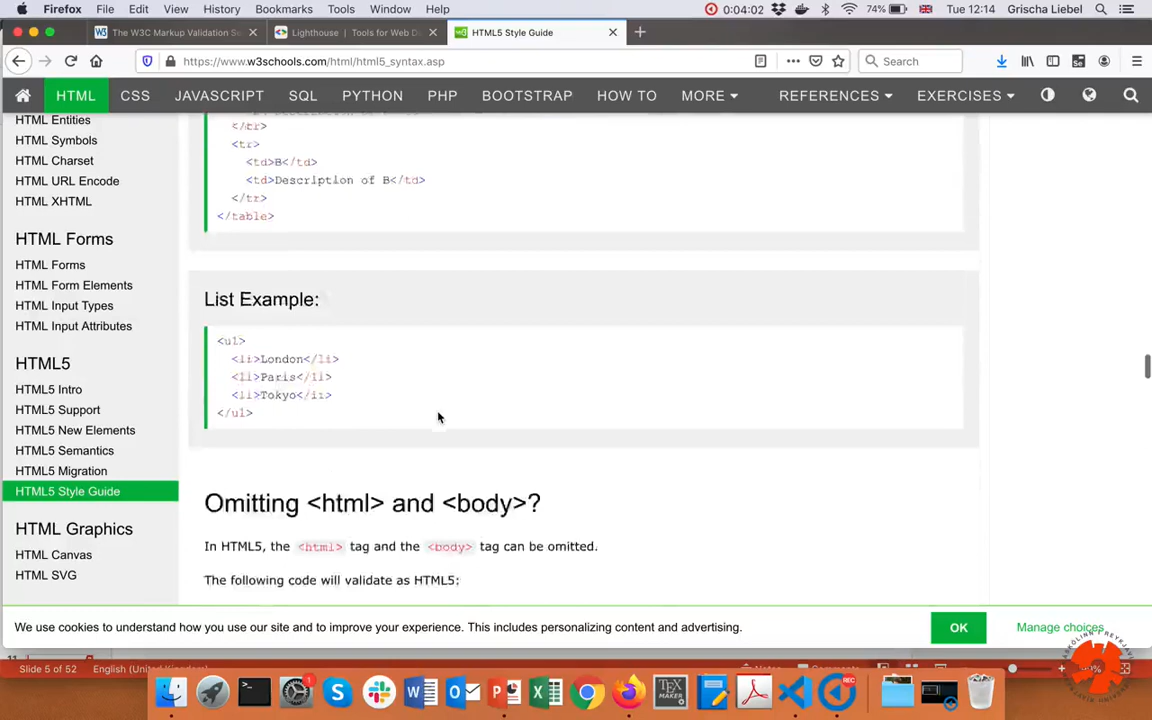 Firefox File Edit View History Bookmarks Tools Window Help 0:04:02 74% Tue 12:14 Grischa Liebel
The W3C Markup Validation Se Lighthouse | Tools for Web D HTML5 Style Guide
https://www.w3schools.com/html/html5_syntax.asp Search
HTML CSS JAVASCRIPT SQL PYTHON PHP BOOTSTRAP HOW TO MORE REFERENCES EXERCISES
HTML Entities
HTML Symbols
HTML Charset
HTML URL Encode
HTML XHTML
HTML Forms
HTML Forms
HTML Form Elements
HTML Input Types
HTML Input Attributes
HTML5
HTML5 Intro
HTML5 Support
HTML5 New Elements
HTML5 Semantics
HTML5 Migration
HTML5 Style Guide
HTML Graphics
HTML Canvas
HTML SVG
</tr>
<tr>
<td>B</td>
<td>Description of B</td>
</tr>
</table>
List Example:
<ul>
<li>London</li>
<li>Paris</li>
<li>Tokyo</li>
</ul>
Omitting <html> and <body>?
In HTML5, the <html> tag and the <body> tag can be omitted.
The following code will validate as HTML5:
We use cookies to understand how you use our site and to improve your experience. This includes personalizing content and advertising. OK Manage choices
Slide 5 of 52 English (United